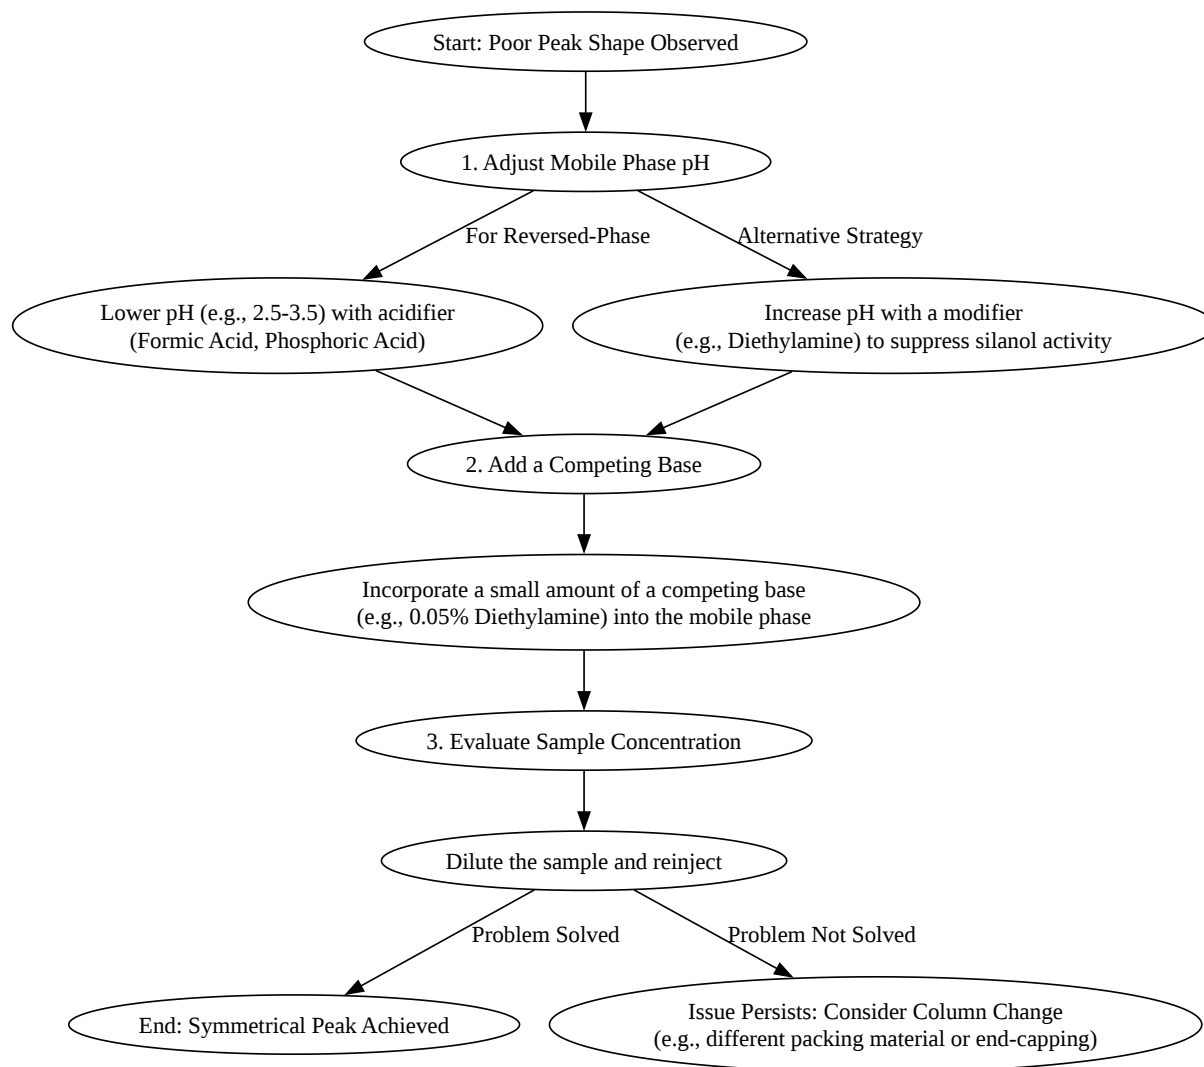 Start: Poor Peak Shape Observed
1. Adjust Mobile Phase pH
For Reversed-Phase
Alternative Strategy
Lower pH (e.g., 2.5-3.5) with acidifier
(Formic Acid, Phosphoric Acid)
Increase pH with a modifier
(e.g., Diethylamine) to suppress silanol activity
2. Add a Competing Base
Incorporate a small amount of a competing base
(e.g., 0.05% Diethylamine) into the mobile phase
3. Evaluate Sample Concentration
Dilute the sample and reinject
Problem Solved
Problem Not Solved
End: Symmetrical Peak Achieved
Issue Persists: Consider Column Change
(e.g., different packing material or end-capping)